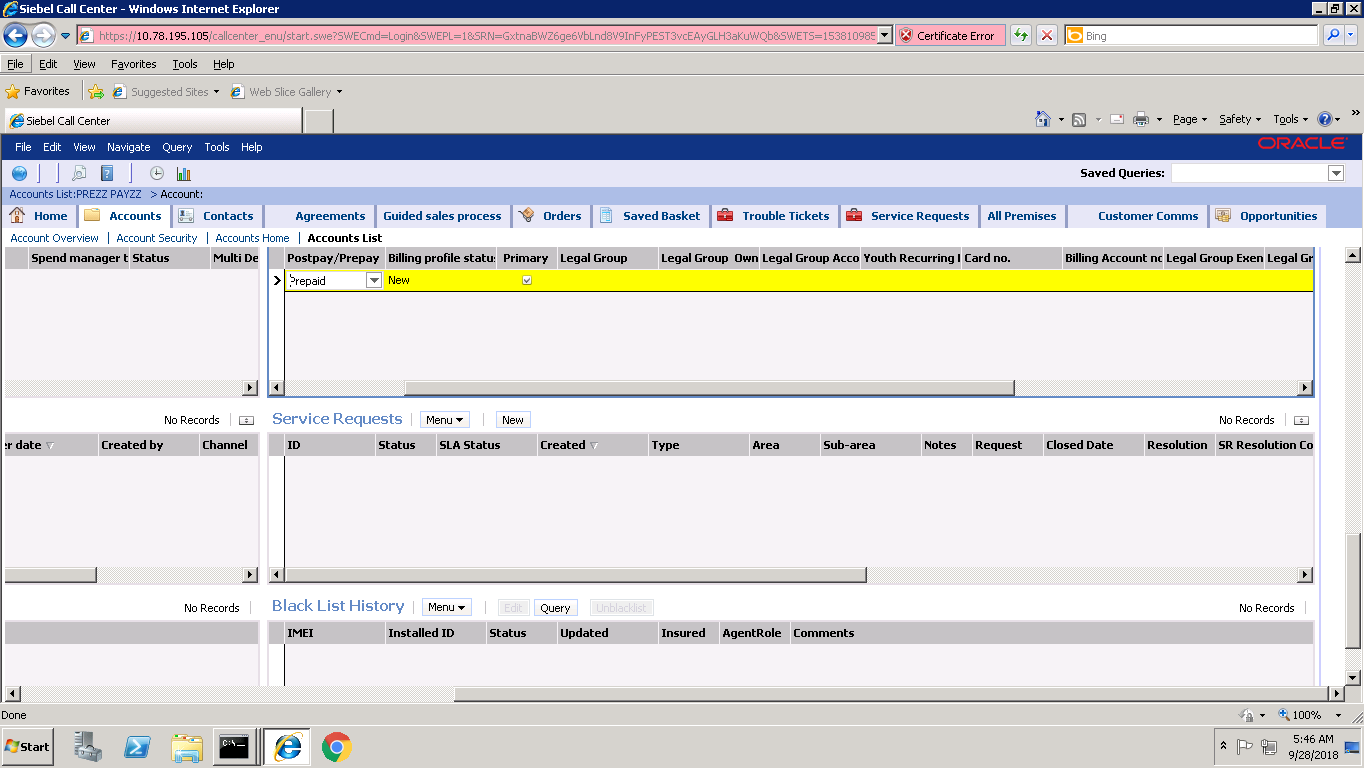 Siebel Call Center - Windows Internet Explorer
https://10.78.195.105/callcenter_enu/start.swe?SWECmd=Login&SWEPL=1&SRN=GxtnaBWZ6ge6VbLnd8V9InFyPEST3vcEAyGLH3aKuWQb&SWETS=153810985 Certificate Error Bing
File Edit View Favorites Tools Help
Favorites Suggested Sites Web Slice Gallery
Siebel Call Center Page Safety Tools »
File Edit View Navigate Query Tools Help ORACLE
Saved Queries:
Accounts List:PREZZ PAYZZ > Account:
Home Accounts Contacts Agreements Guided sales process Orders Saved Basket Trouble Tickets Service Requests All Premises Customer Comms Opportunities
Account Overview | Account Security | Accounts Home | Accounts List
Spend manager t Status Multi De Postpay/Prepay Billing profile status Primary Legal Group Legal Group Own Legal Group Acco Youth Recurring I Card no. Billing Account no Legal Group Exen Legal Gr
Prepaid New
No Records Service Requests Menu New No Records
er date Created by Channel ID Status SLA Status Created Type Area Sub-area Notes Request Closed Date Resolution SR Resolution Co
No Records Black List History Menu Edit Query Unblacklist No Records
IMEI Installed ID Status Updated Insured AgentRole Comments
Done 100%
Start C:\ 5:46 AM
9/28/2018